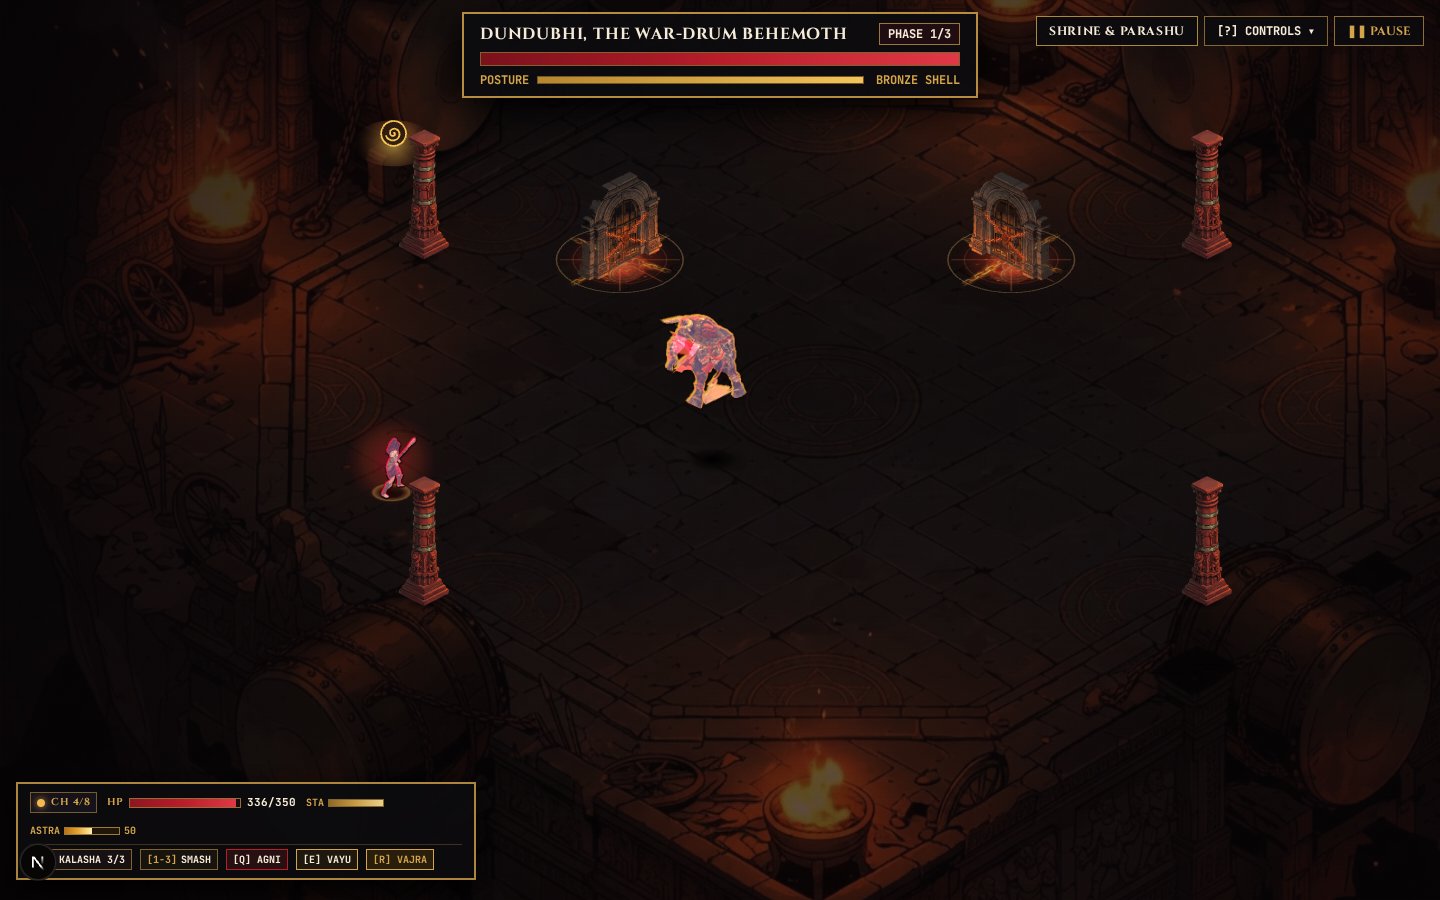 DUNDUBHI, THE WAR-DRUM BEHEMOTH PHASE 1/3
POSTURE BRONZE SHELL
SHRINE & PARASHU [?] CONTROLS ▾ ❚❚ PAUSE
CH 4/8 HP 336/350 STA
ASTRA 50
N KALASHA 3/3 [1-3] SMASH [Q] AGNI [E] VAYU [R] VAJRA